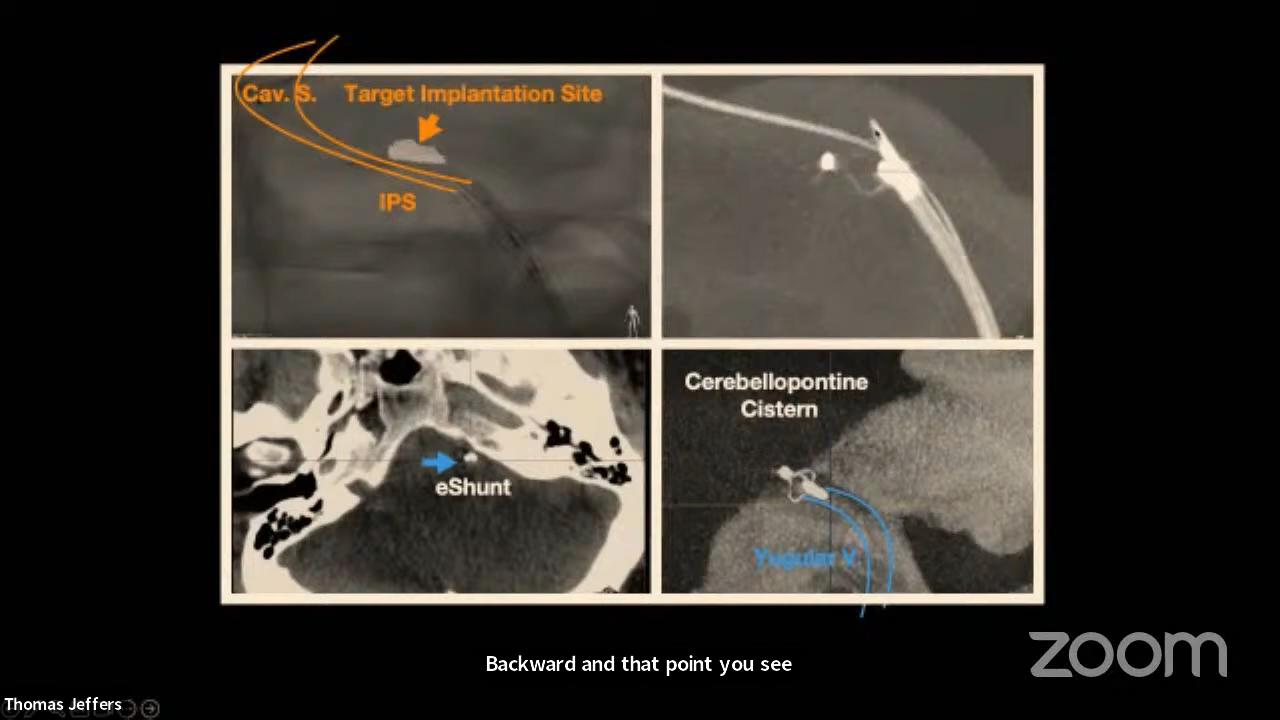 Cav. S. Target Implantation Site
IPS
eShunt
Cerebellopontine
Cistern
Yugular V.
Backward and that point you see
zoom
Thomas Jeffers